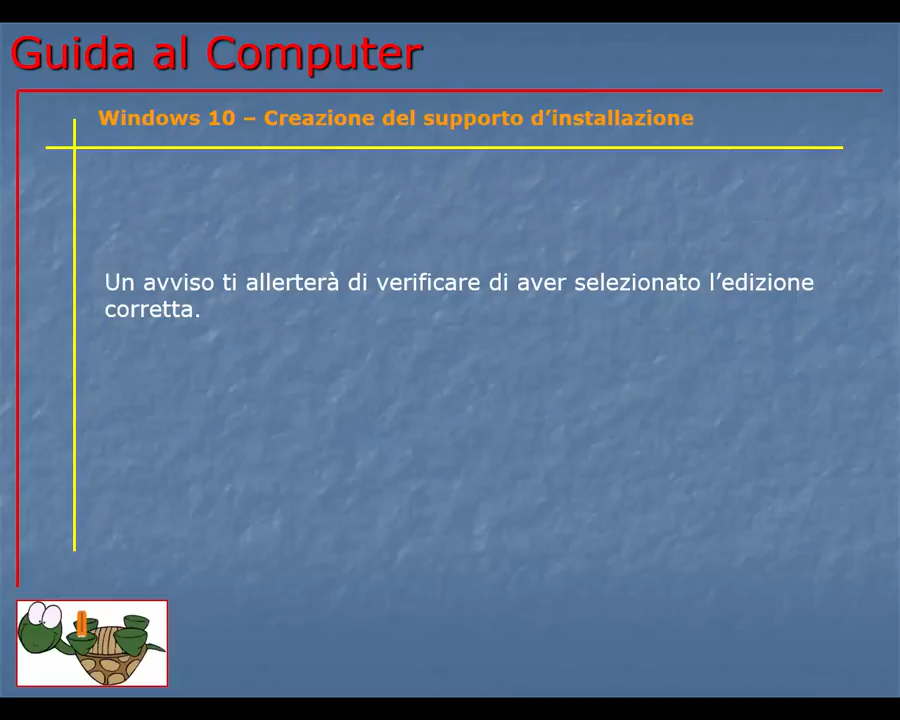 Guida al Computer
Windows 10 – Creazione del supporto d’installazione
Un avviso ti allerterà di verificare di aver selezionato l’edizione
corretta.